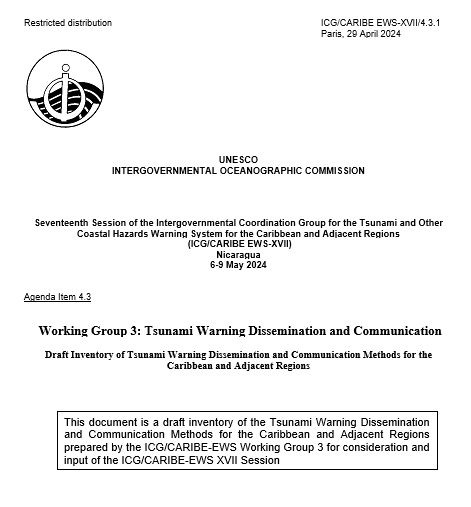 Restricted distribution
ICG/CARIBE EWS-XVII/4.3.1
Paris, 29 April 2024
UNESCO
INTERGOVERNMENTAL OCEANOGRAPHIC COMMISSION
Seventeenth Session of the Intergovernmental Coordination Group for the Tsunami and Other
Coastal Hazards Warning System for the Caribbean and Adjacent Regions
(ICG/CARIBE EWS-XVII)
Nicaragua
6-9 May 2024
Agenda Item 4.3
Working Group 3: Tsunami Warning Dissemination and Communication
Draft Inventory of Tsunami Warning Dissemination and Communication Methods for the
Caribbean and Adjacent Regions
This document is a draft inventory of the Tsunami Warning Dissemination
and Communication Methods for the Caribbean and Adjacent Regions
prepared by the ICG/CARIBE-EWS Working Group 3 for consideration and
input of the ICG/CARIBE-EWS XVII Session